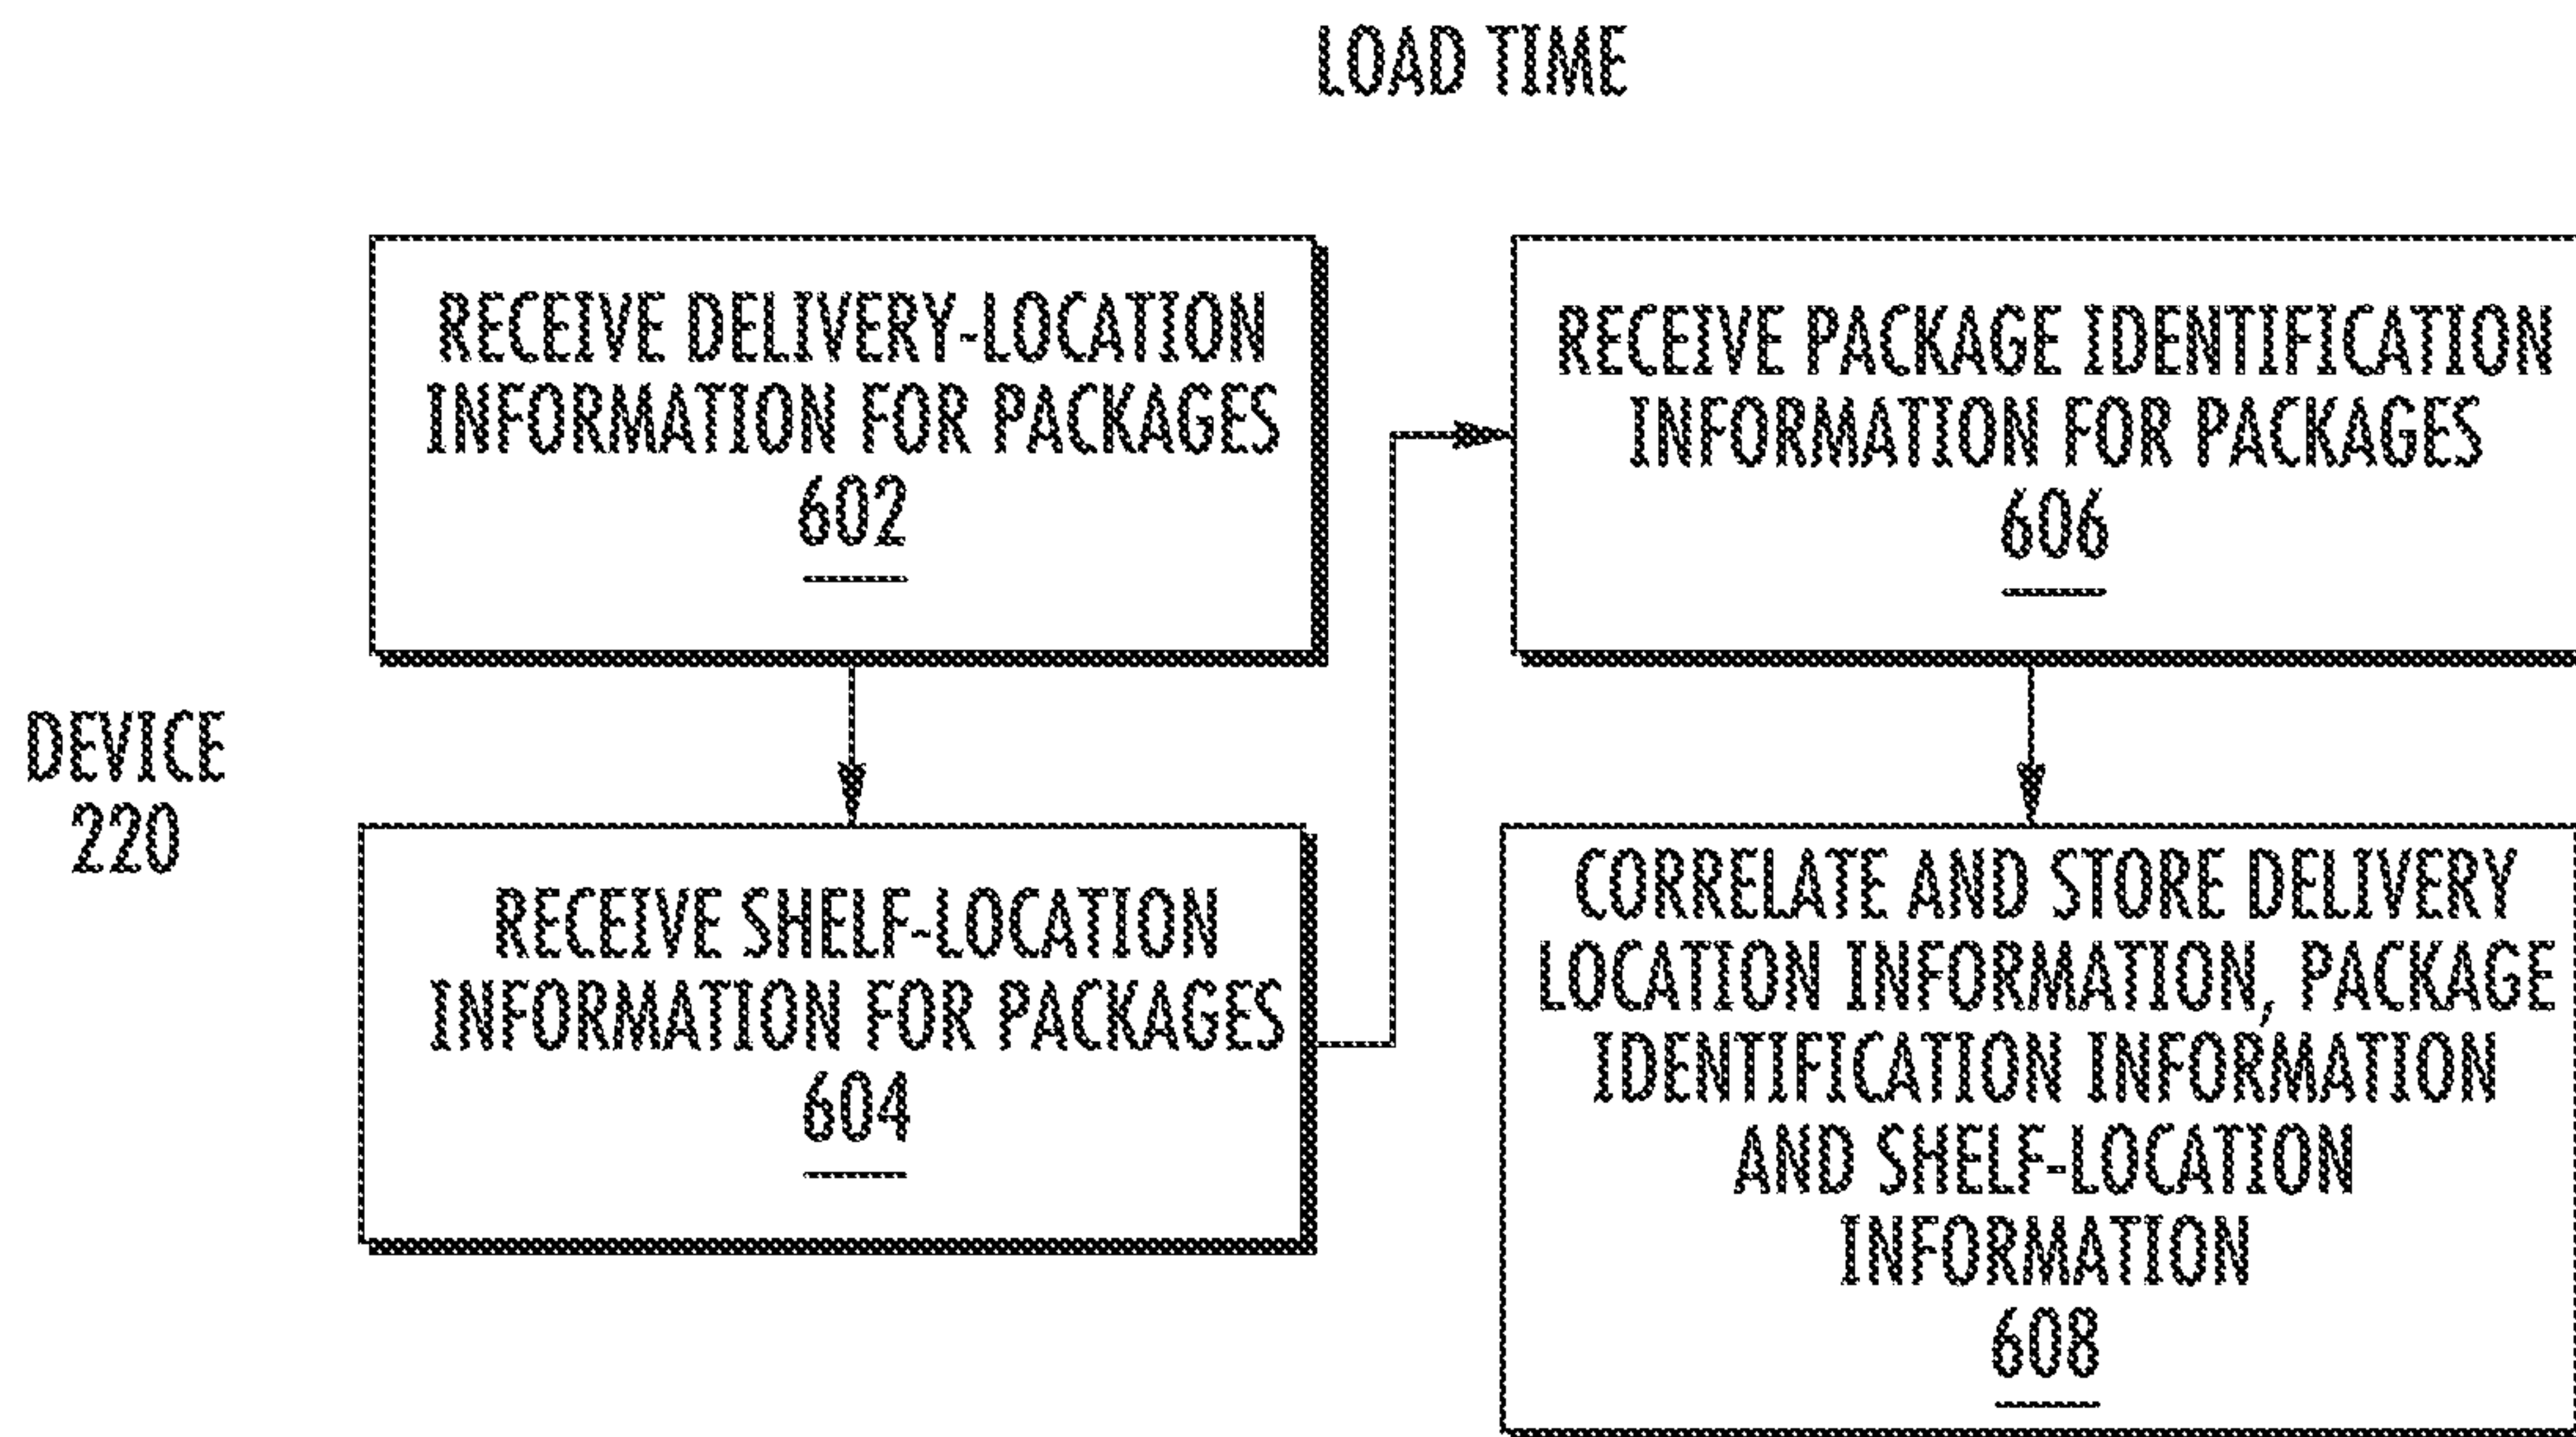 LOAD TIME
RECEIVE DELIVERY-LOCATION
INFORMATION FOR PACKAGES
602
RECEIVE PACKAGE IDENTIFICATION
INFORMATION FOR PACKAGES
606
DEVICE
220
RECEIVE SHELF-LOCATION
INFORMATION FOR PACKAGES
604
CORRELATE AND STORE DELIVERY
LOCATION INFORMATION, PACKAGE
IDENTIFICATION INFORMATION
AND SHELF-LOCATION
INFORMATION
608